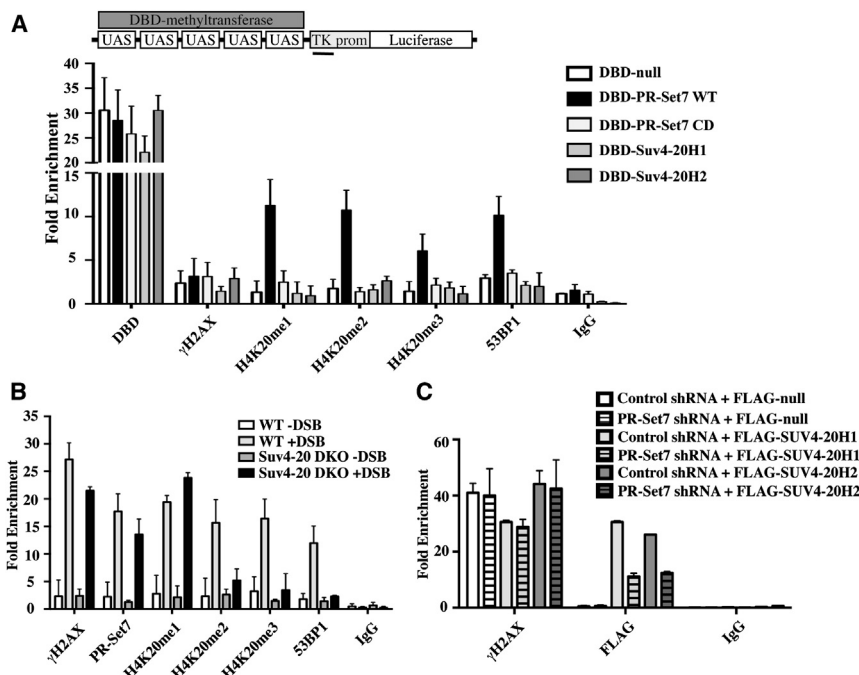 A
DBD-methyltransferase
UAS UAS UAS UAS UAS TK prom Luciferase
Fold Enrichment
40
35
30
25
20
15
10
5
0
DBD
γH2AX
H4K20me1
H4K20me2
H4K20me3
53BP1
IgG
DBD-null
DBD-PR-Set7 WT
DBD-PR-Set7 CD
DBD-Suv4-20H1
DBD-Suv4-20H2
B
Fold Enrichment
35
30
25
20
15
10
5
0
γH2AX
PR-Set7
H4K20me1
H4K20me2
H4K20me3
53BP1
IgG
WT -DSB
WT +DSB
Suv4-20 DKO -DSB
Suv4-20 DKO +DSB
C
Fold Enrichment
60
40
20
0
γH2AX
FLAG
IgG
Control shRNA + FLAG-null
PR-Set7 shRNA + FLAG-null
Control shRNA + FLAG-SUV4-20H1
PR-Set7 shRNA + FLAG-SUV4-20H1
Control shRNA + FLAG-SUV4-20H2
PR-Set7 shRNA + FLAG-SUV4-20H2